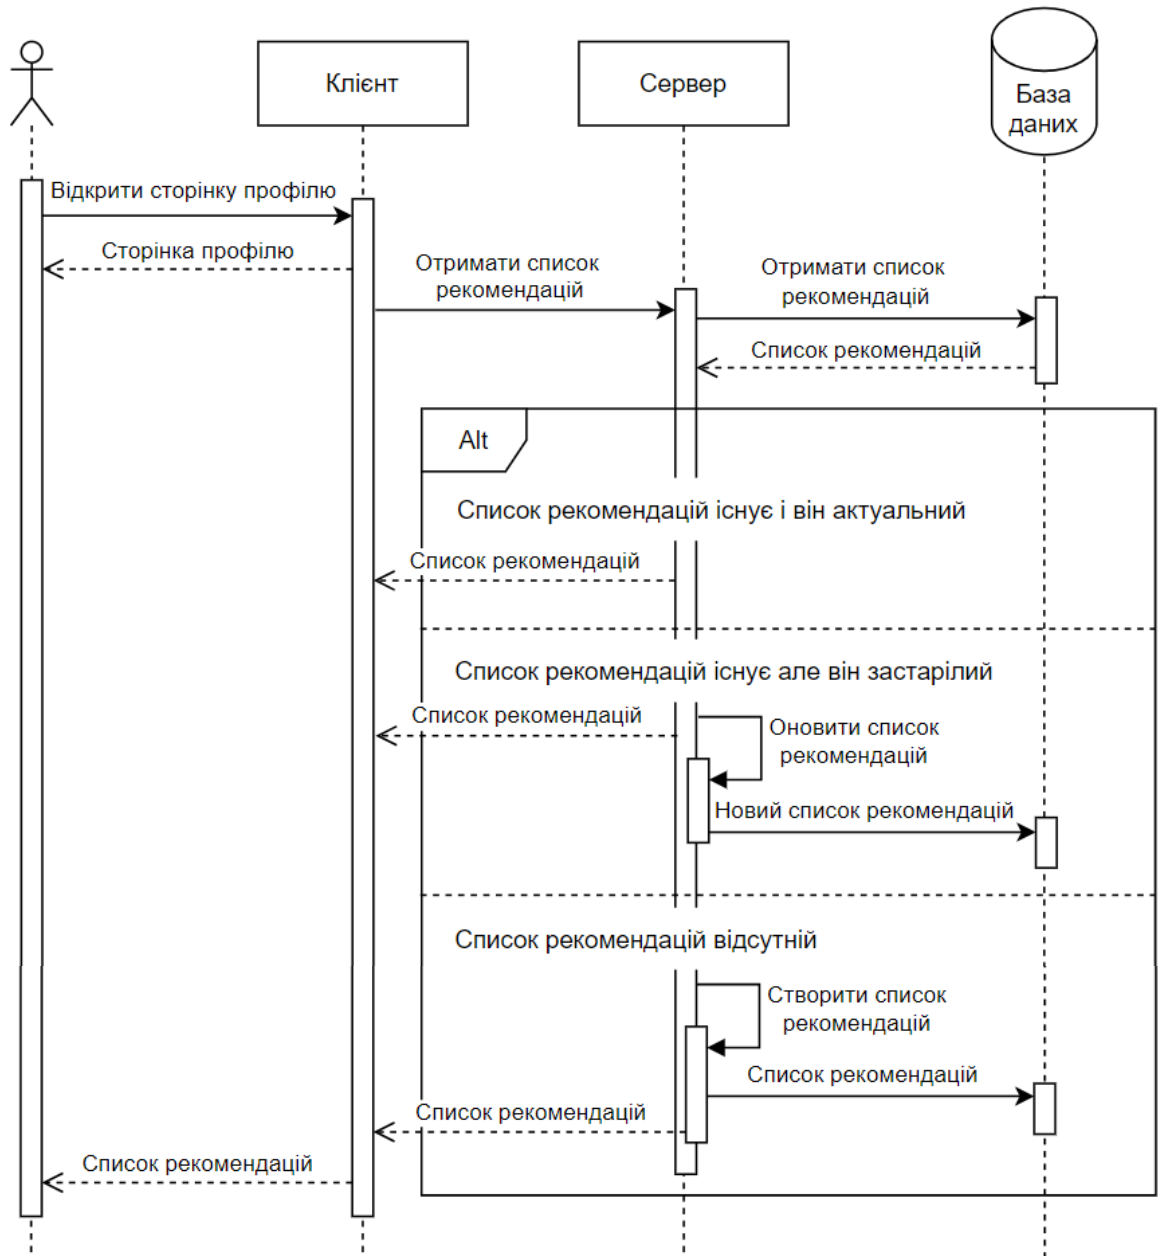 Клієнт
Сервер
База
даних
Відкрити сторінку профілю
Сторінка профілю
Отримати список
рекомендацій
Отримати список
рекомендацій
Список рекомендацій
Alt
Список рекомендацій існує і він актуальний
Список рекомендацій
Список рекомендацій існує але він застарілий
Список рекомендацій
Оновити список
рекомендацій
Новий список рекомендацій
Список рекомендацій відсутній
Створити список
рекомендацій
Список рекомендацій
Список рекомендацій
Список рекомендацій